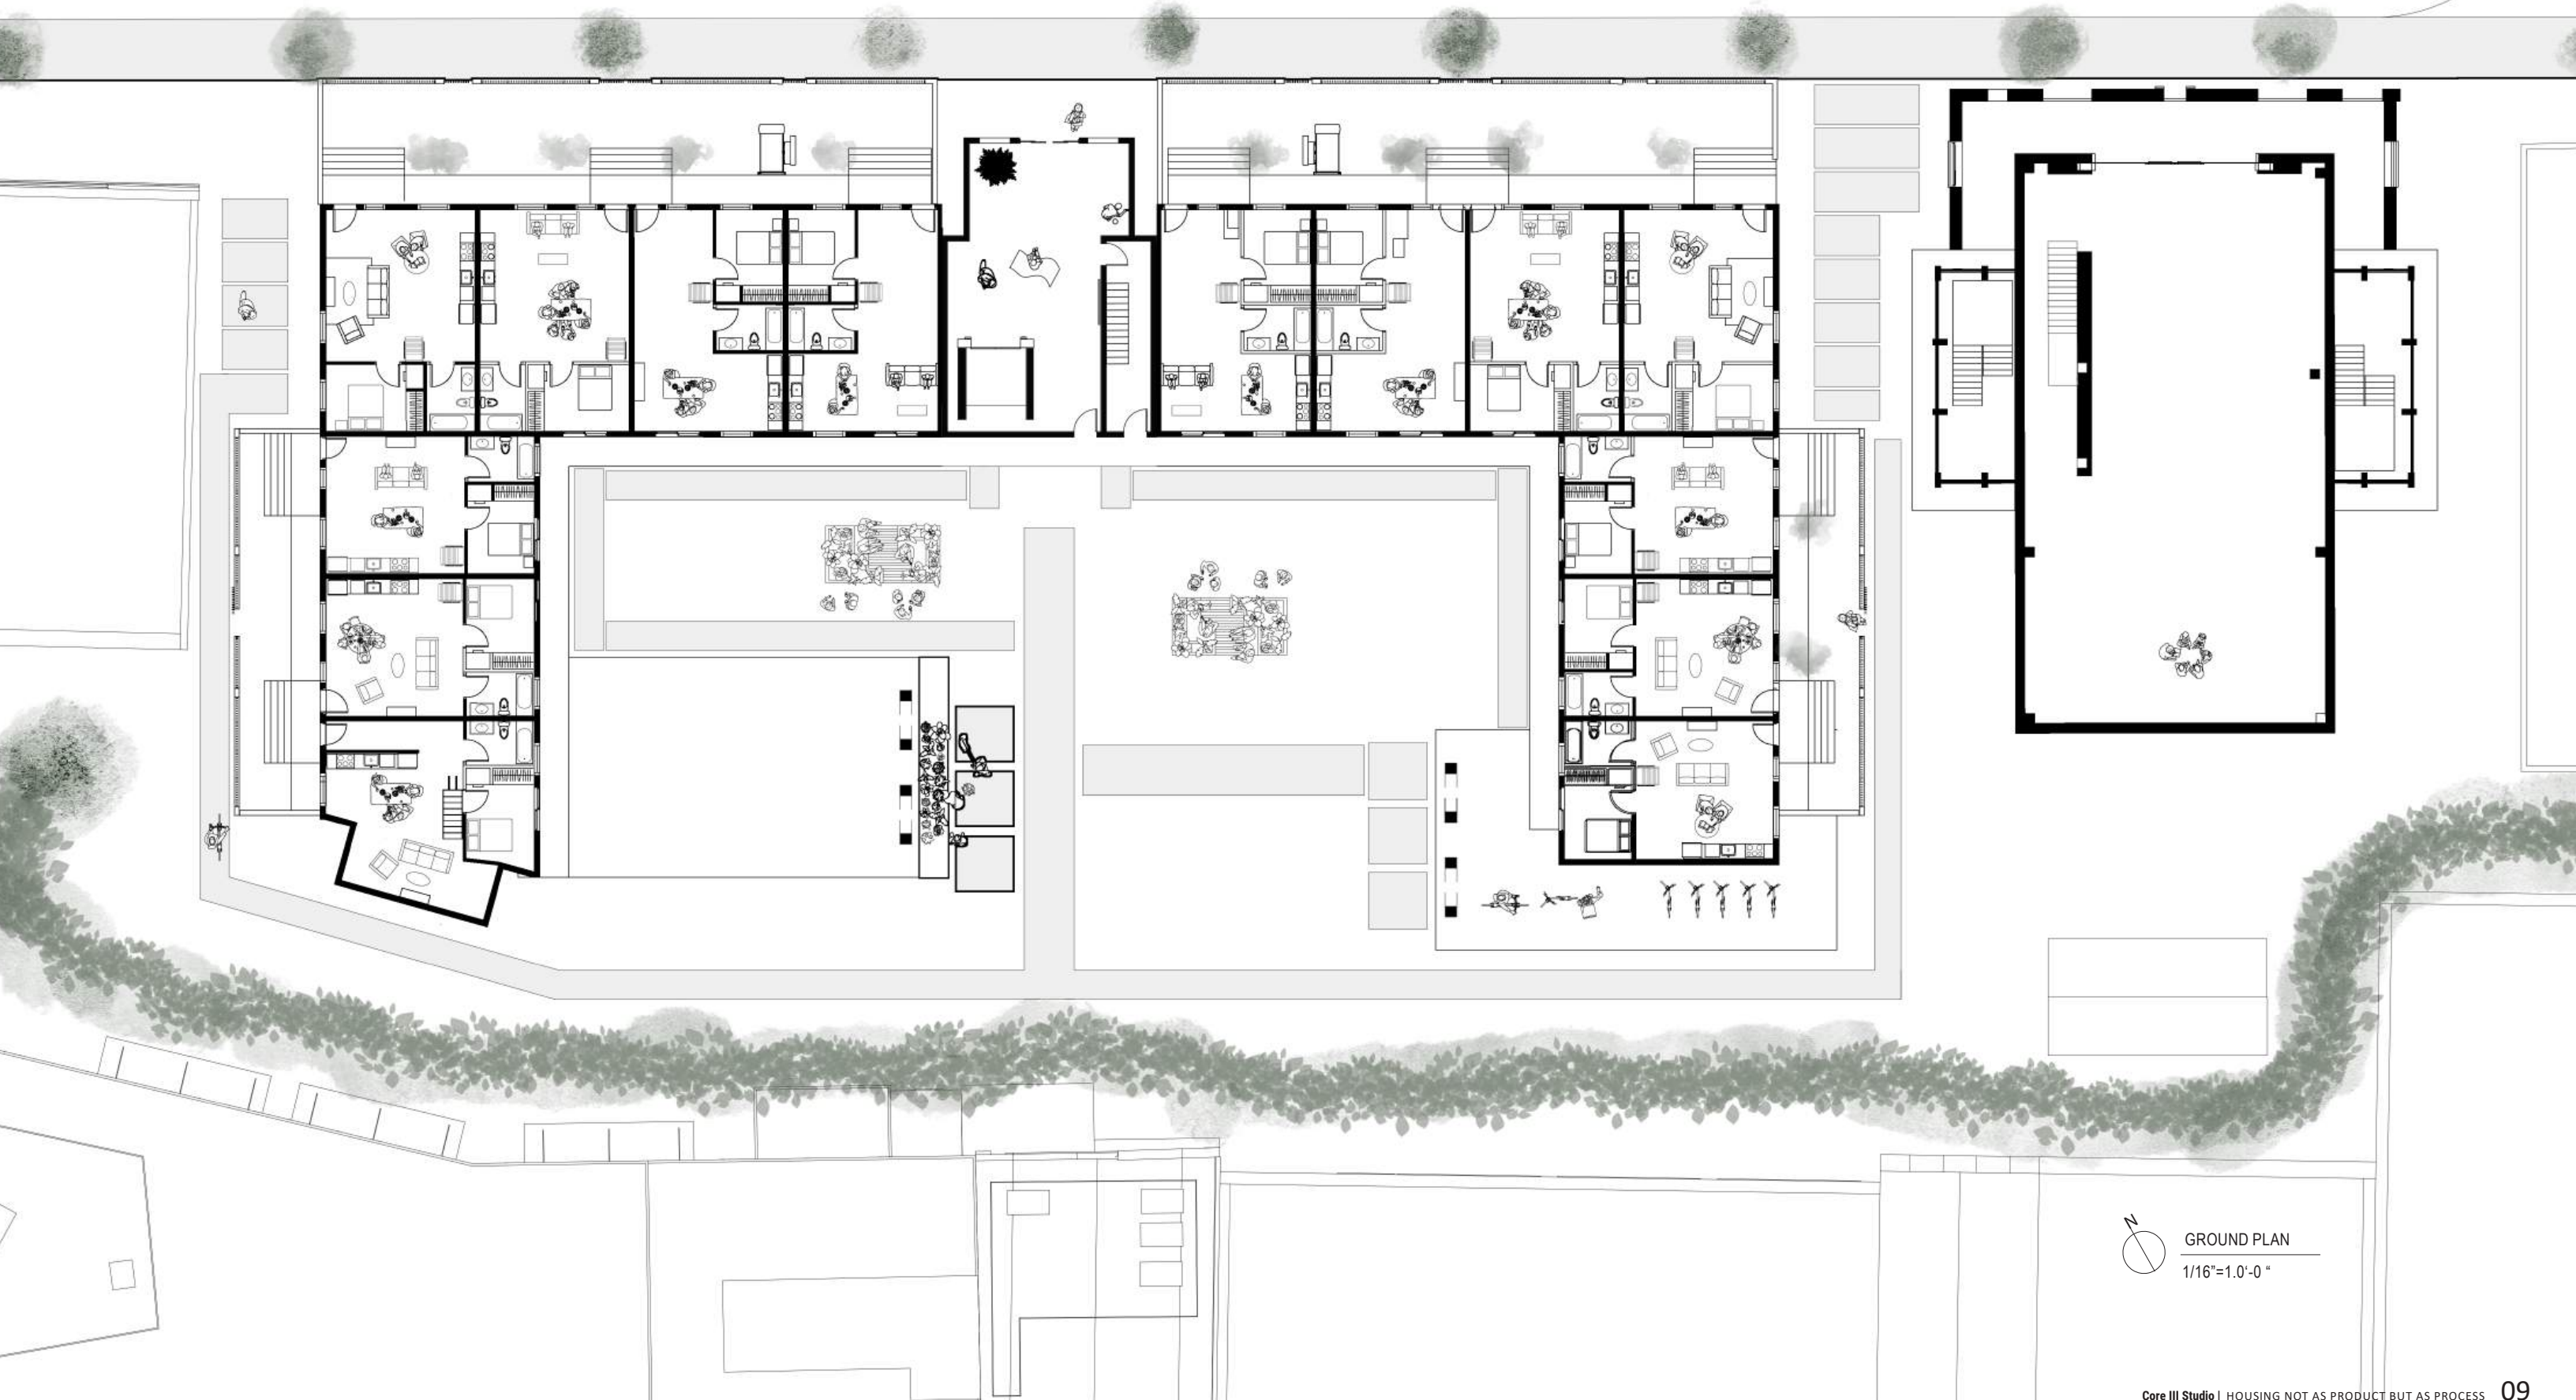 N
GROUND PLAN
1/16"=1.0'-0 "
Core III Studio | HOUSING NOT AS PRODUCT BUT AS PROCESS 09